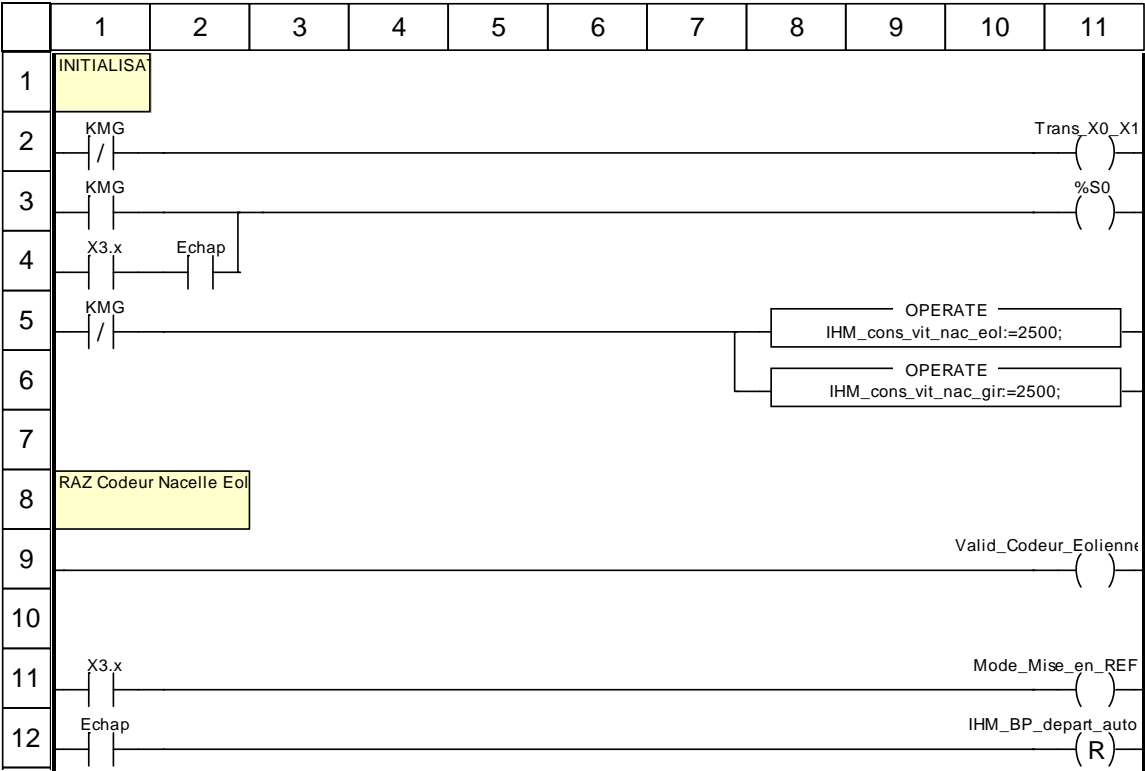 1 2 3 4 5 6 7 8 9 10 11
1
INITIALISAT
2
KMG
/
Trans_X0_X1
3
KMG
%S0
4
X3.x Echap
5
KMG
/
OPERATE
IHM_cons_vit_nac_eol:=2500;
6
OPERATE
IHM_cons_vit_nac_gir:=2500;
7
8
RAZ Codeur Nacelle Eol
9
Valid_Codeur_Eolienne
10
11
X3.x
Mode_Mise_en_REF
12
Echap
IHM_BP_depart_auto
R